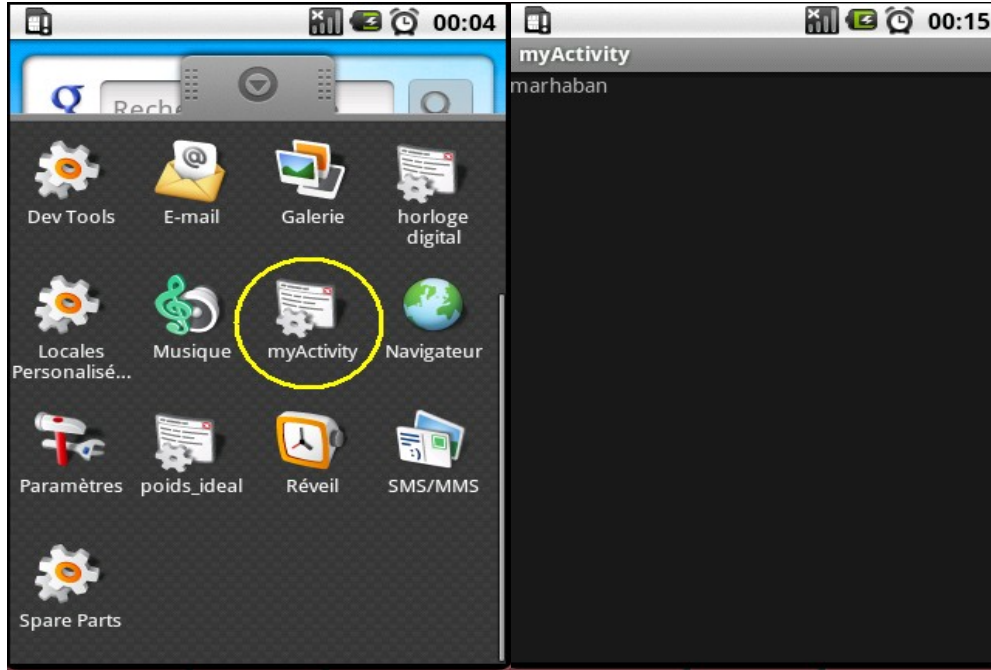 00:04
Reche
Dev Tools
E-mail
Galerie
horloge
digital
Locales
Personalisé...
Musique
myActivity
Navigateur
Paramètres
poids_ideal
Réveil
SMS/MMS
Spare Parts
00:15
myActivity
marhaban